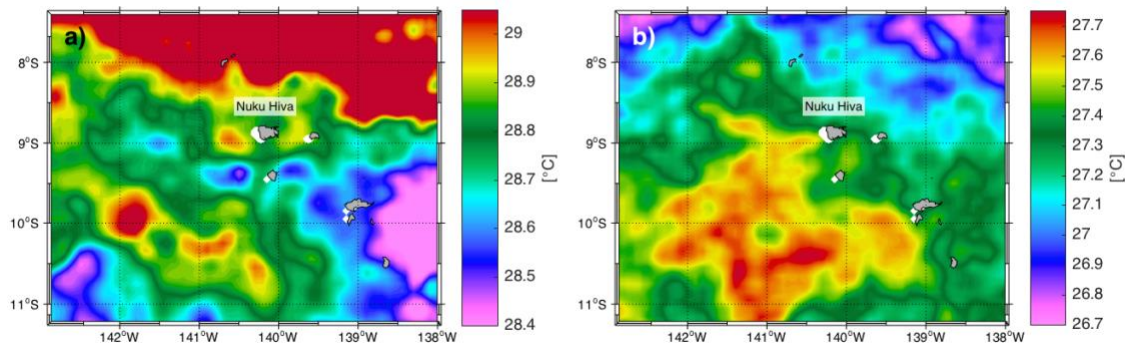 a)
Nuku Hiva
8°S
9°S
10°S
11°S
142°W
141°W
140°W
139°W
138°W
29
28.9
28.8
28.7
28.6
28.5
28.4
[°C]
b)
Nuku Hiva
8°S
9°S
10°S
11°S
142°W
141°W
140°W
139°W
138°W
27.7
27.6
27.5
27.4
27.3
27.2
27.1
27
26.9
26.8
26.7
[°C]